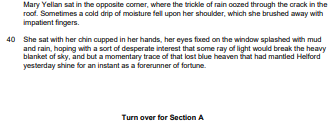 Mary Yellan sat in the opposite corner, where the trickle of rain oozed through the crack in the
roof. Sometimes a cold drip of moisture fell upon her shoulder, which she brushed away with
impatient fingers.
40 She sat with her chin cupped in her hands, her eyes fixed on the window splashed with mud
and rain, hoping with a sort of desperate interest that some ray of light would break the heavy
blanket of sky, and but a momentary trace of that lost blue heaven that had mantled Helford
yesterday shine for an instant as a forerunner of fortune.
Turn over for Section A